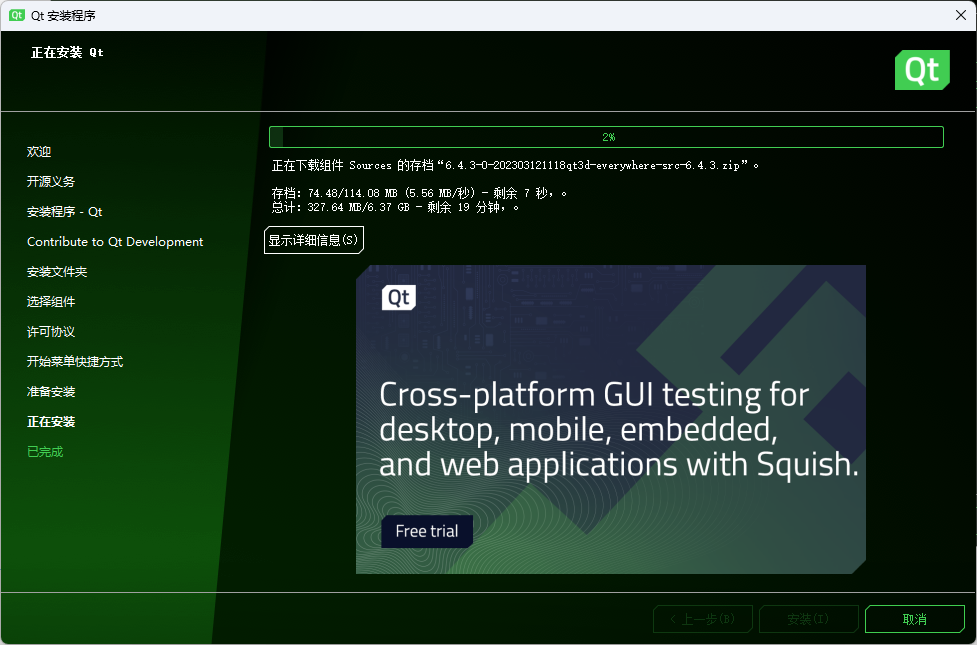 Qt Qt 安装程序
正在安装 Qt
Qt
欢迎
开源义务
安装程序 - Qt
Contribute to Qt Development
安装文件夹
选择组件
许可协议
开始菜单快捷方式
准备安装
正在安装
已完成
2%
正在下载组件 Sources 的存档“6.4.3-0-202303121118qt3d-everywhere-src-6.4.3.zip”。
存档: 74.48/114.08 MB (5.56 MB/秒) - 剩余 7 秒，。
总计: 327.64 MB/6.37 GB - 剩余 19 分钟，。
显示详细信息(S)
Qt
Cross-platform GUI testing for
desktop, mobile, embedded,
and web applications with Squish.
Free trial
< 上一步(B) 安装(I) 取消